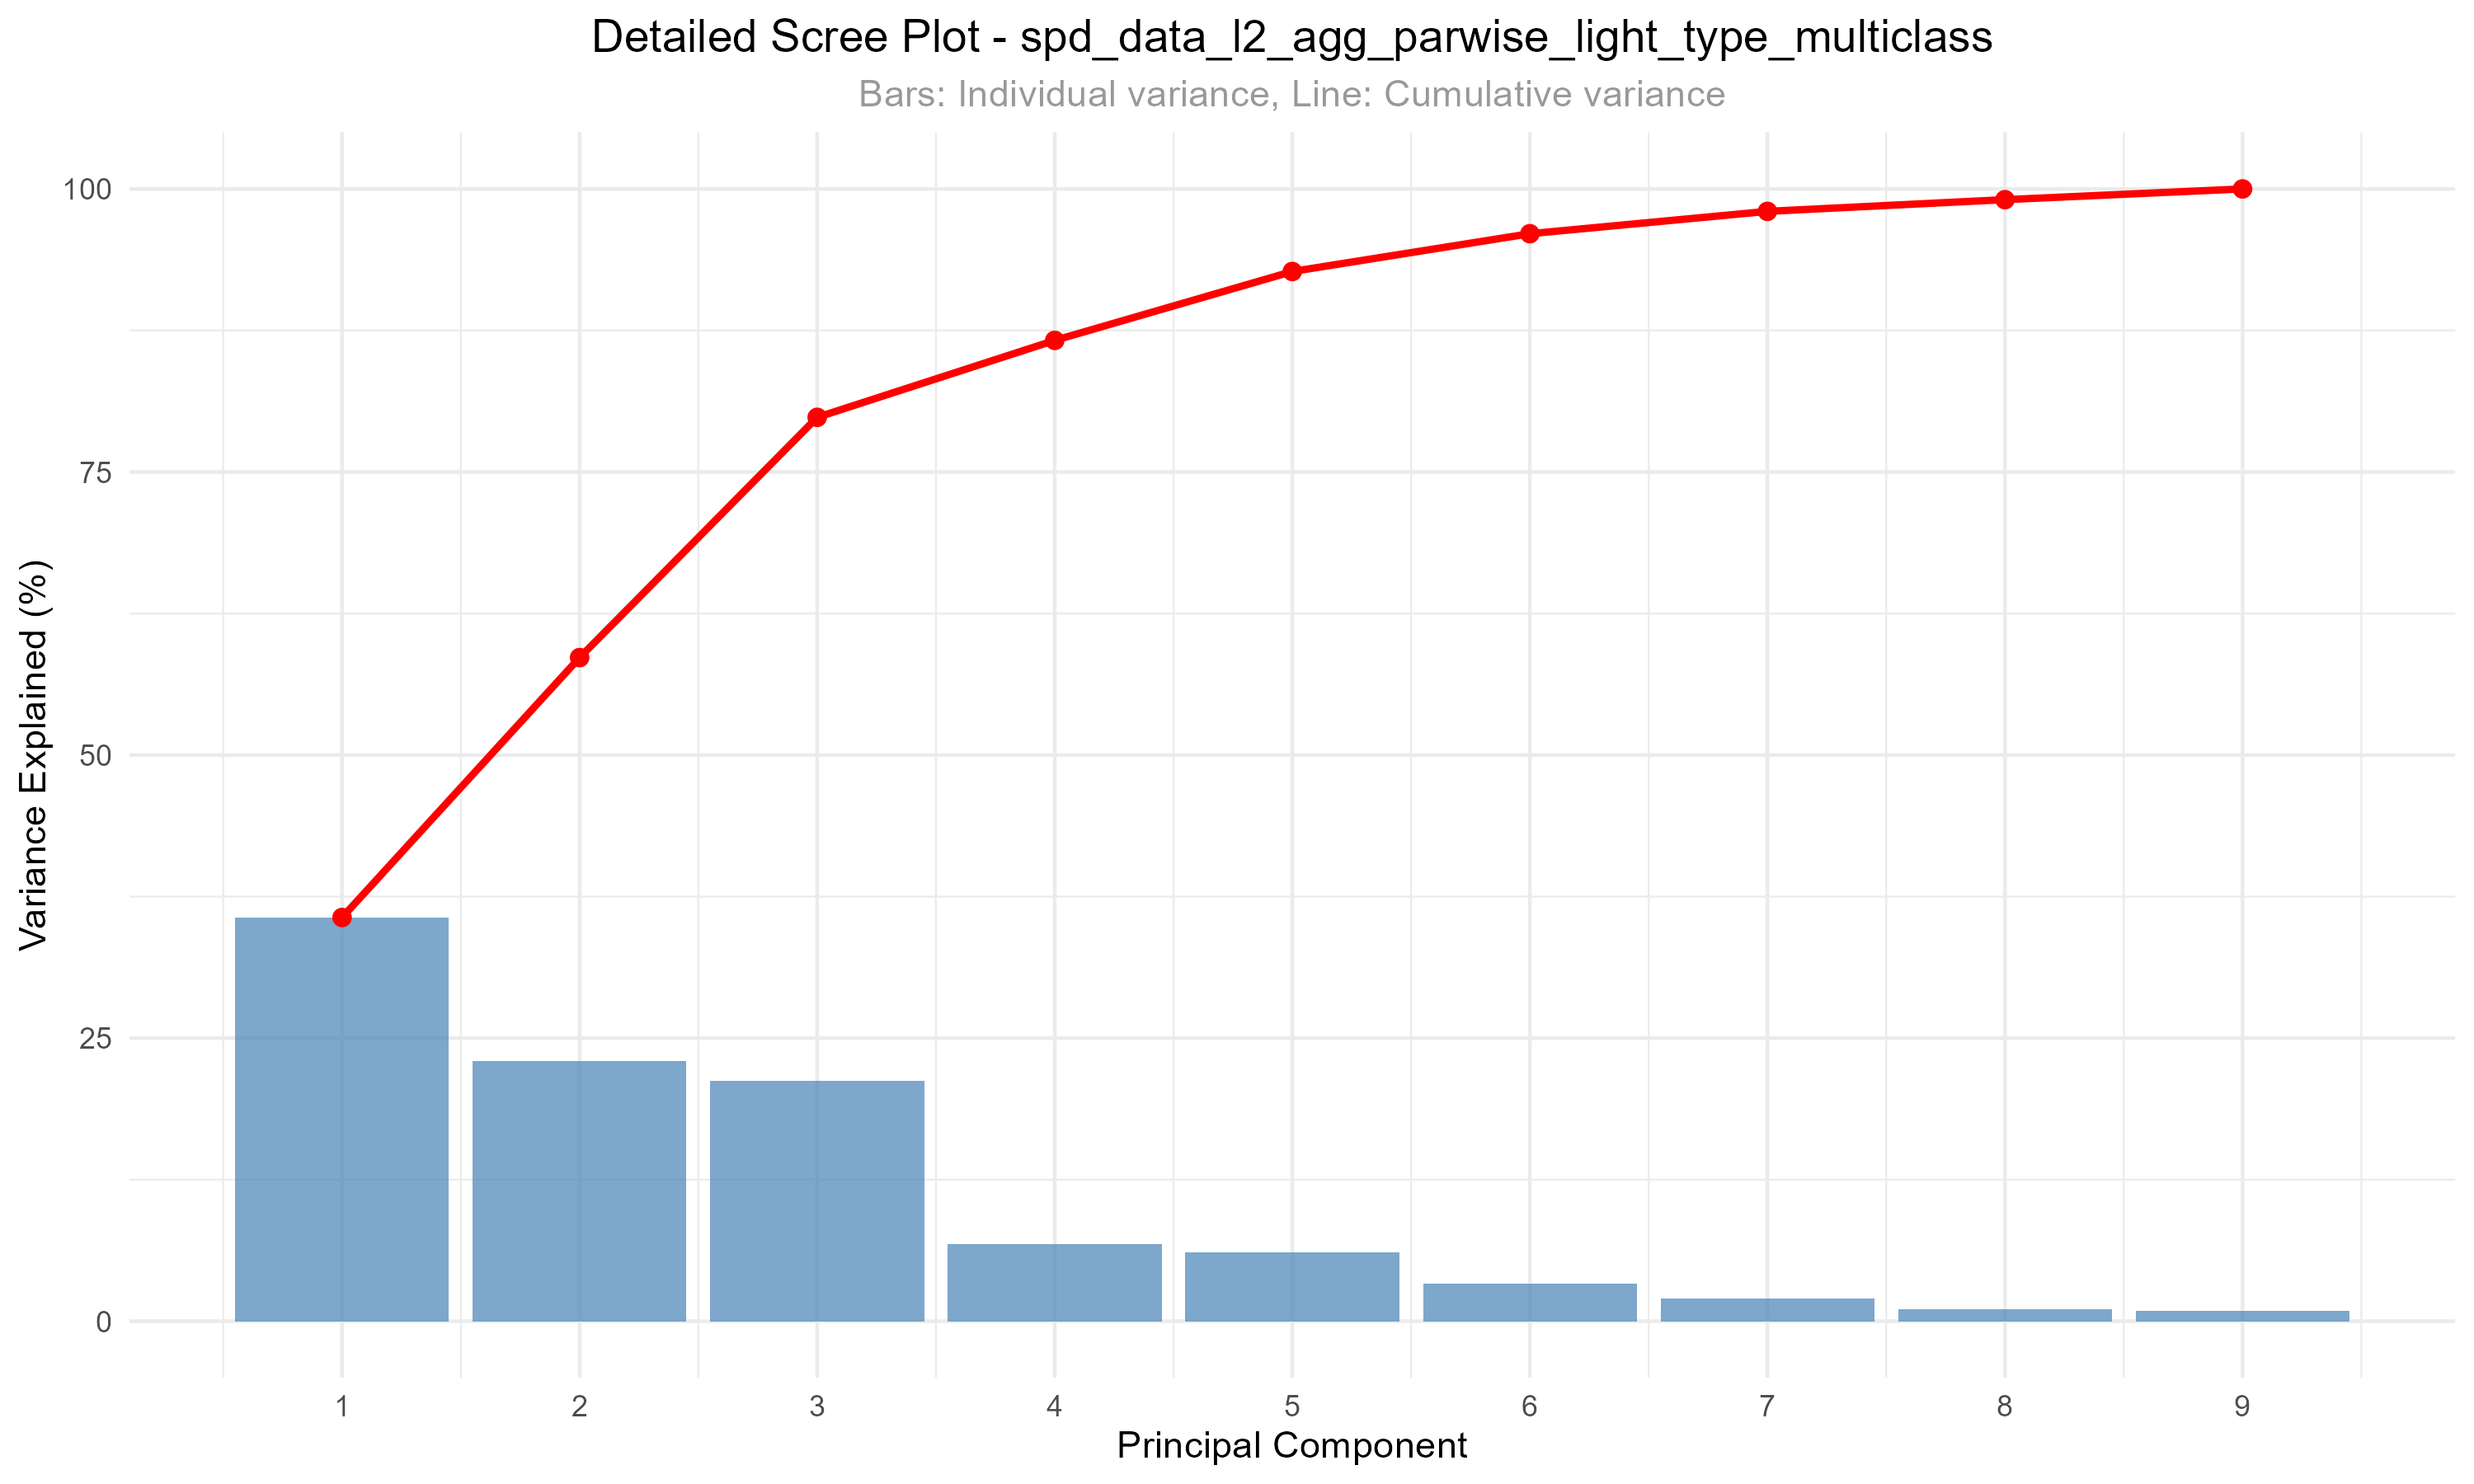 Detailed Scree Plot - spd_data_l2_agg_parwise_light_type_multiclass
Bars: Individual variance, Line: Cumulative variance
Variance Explained (%)
100
75
50
25
0
1 2 3 4 5 6 7 8 9
Principal Component